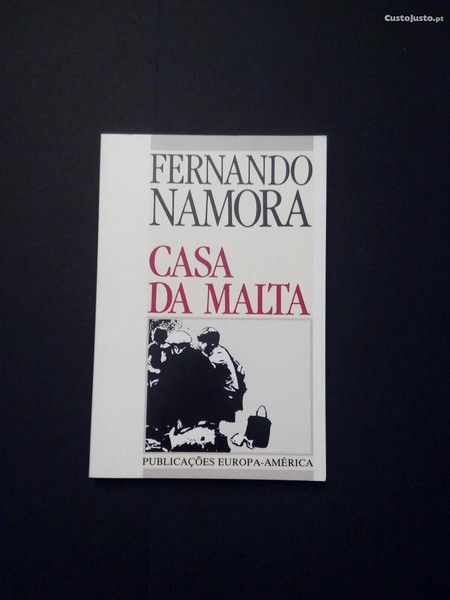 CustoJusto.pt
FERNANDO
NAMORA
CASA
DA MALTA
PUBLICAÇÕES EUROPA-AMÉRICA